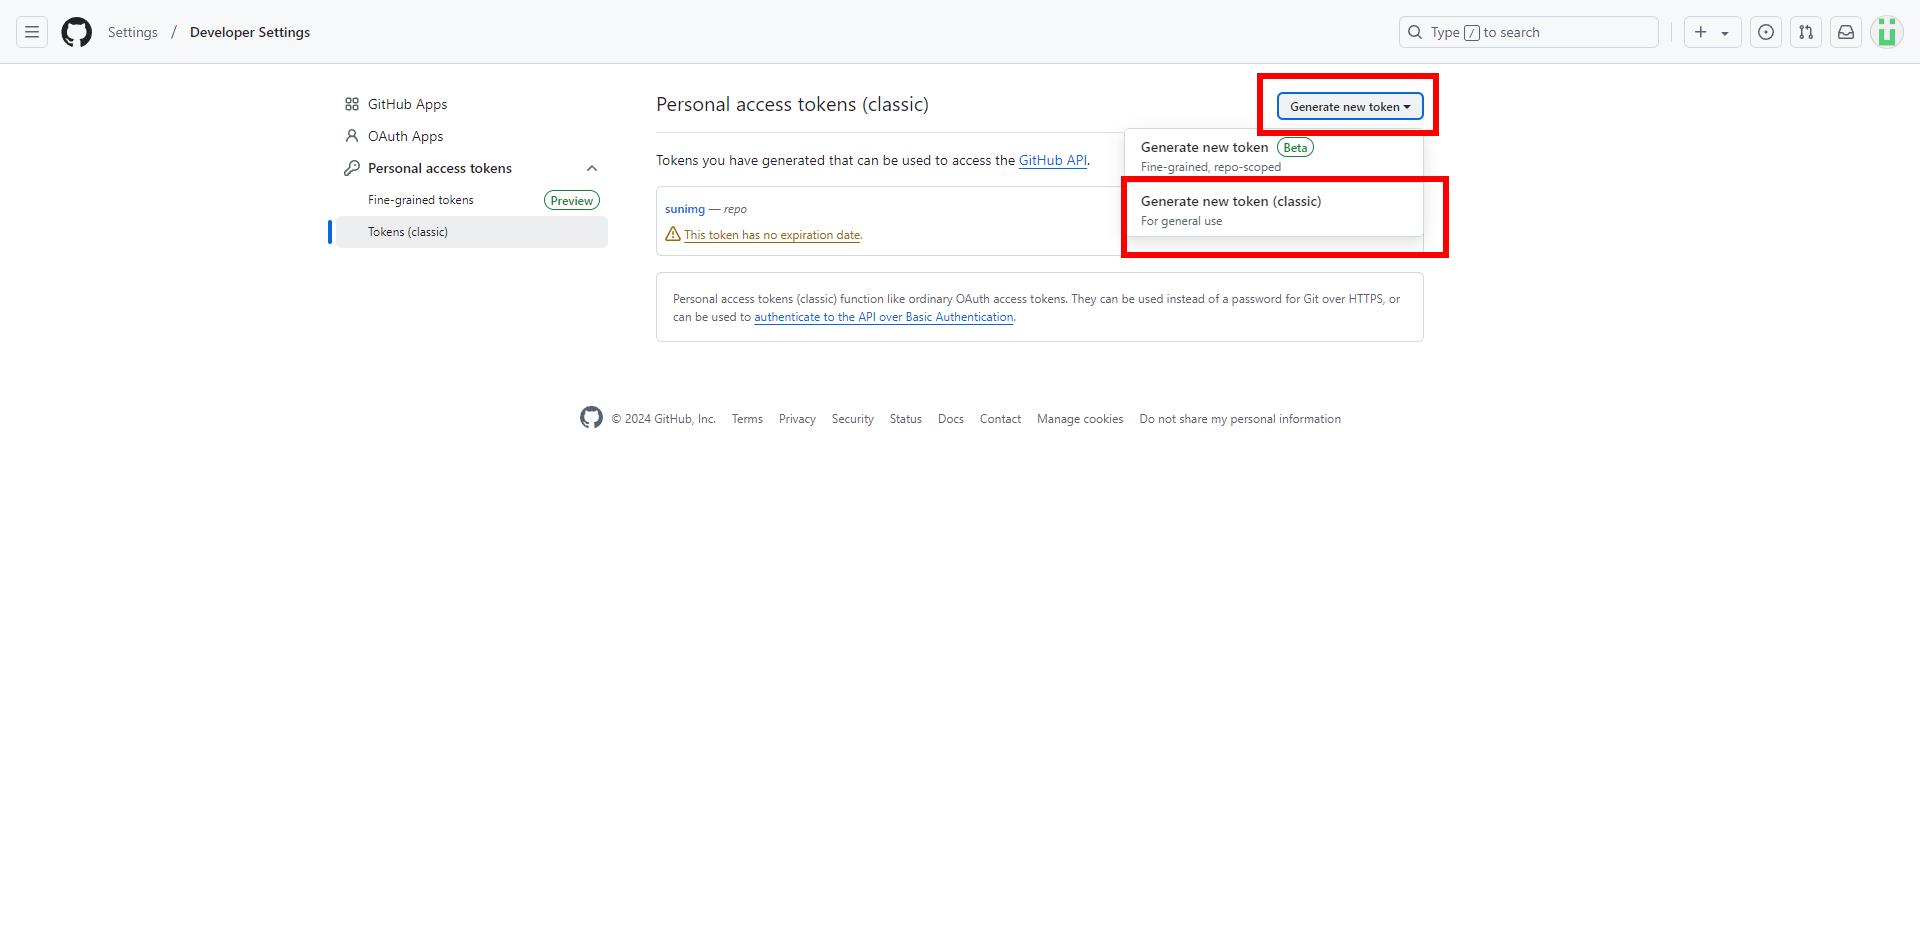 Settings / Developer Settings
Type / to search
GitHub Apps
OAuth Apps
Personal access tokens
Fine-grained tokens Preview
Tokens (classic)
Personal access tokens (classic)
Generate new token
Generate new token Beta
Fine-grained, repo-scoped
Generate new token (classic)
For general use
Tokens you have generated that can be used to access the GitHub API.
sunimg — repo
This token has no expiration date.
Personal access tokens (classic) function like ordinary OAuth access tokens. They can be used instead of a password for Git over HTTPS, or
can be used to authenticate to the API over Basic Authentication.
© 2024 GitHub, Inc. Terms Privacy Security Status Docs Contact Manage cookies Do not share my personal information